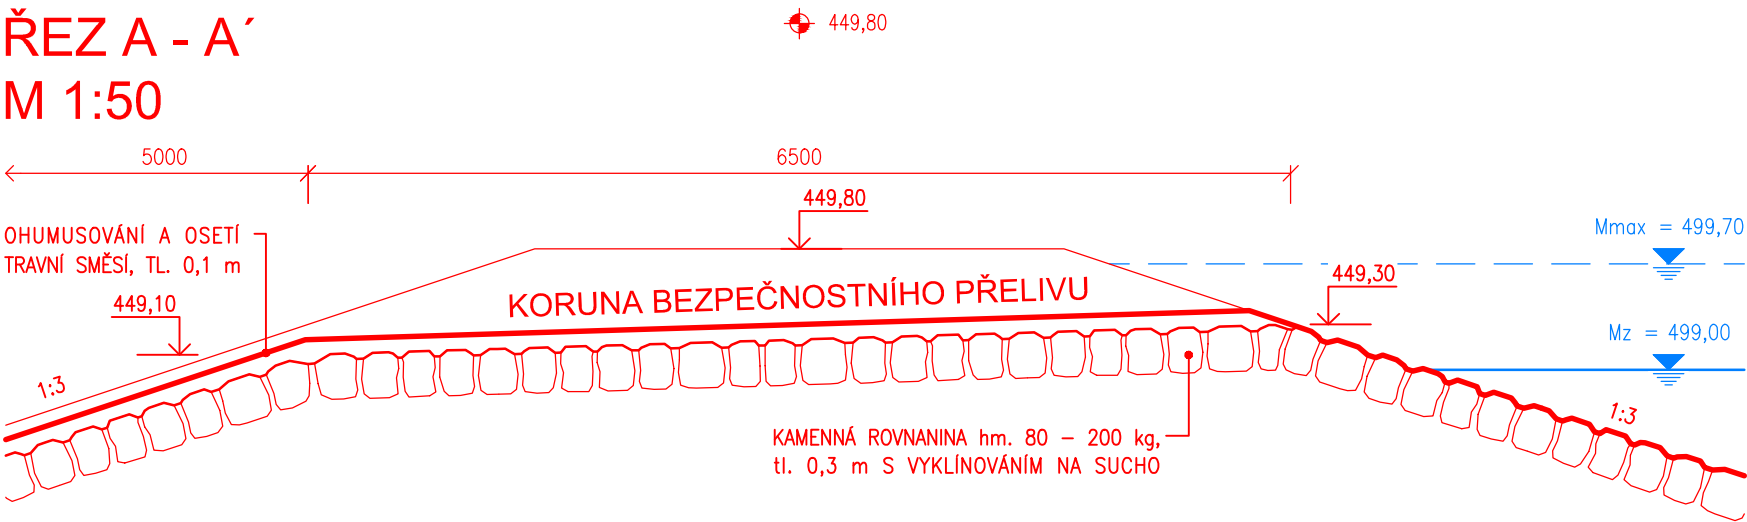 ŘEZ A - A´
M 1:50
449,80
5000
6500
449,80
OHUMUSOVÁNÍ A OSETÍ
TRAVNÍ SMĚSÍ, TL. 0,1 m
449,10
KORUNA BEZPEČNOSTNÍHO PŘELIVU
Mmax = 499,70
449,30
Mz = 499,00
1:3
1:3
KAMENNÁ ROVNANINA hm. 80 – 200 kg,
tl. 0,3 m S VYKLÍNOVÁNÍM NA SUCHO